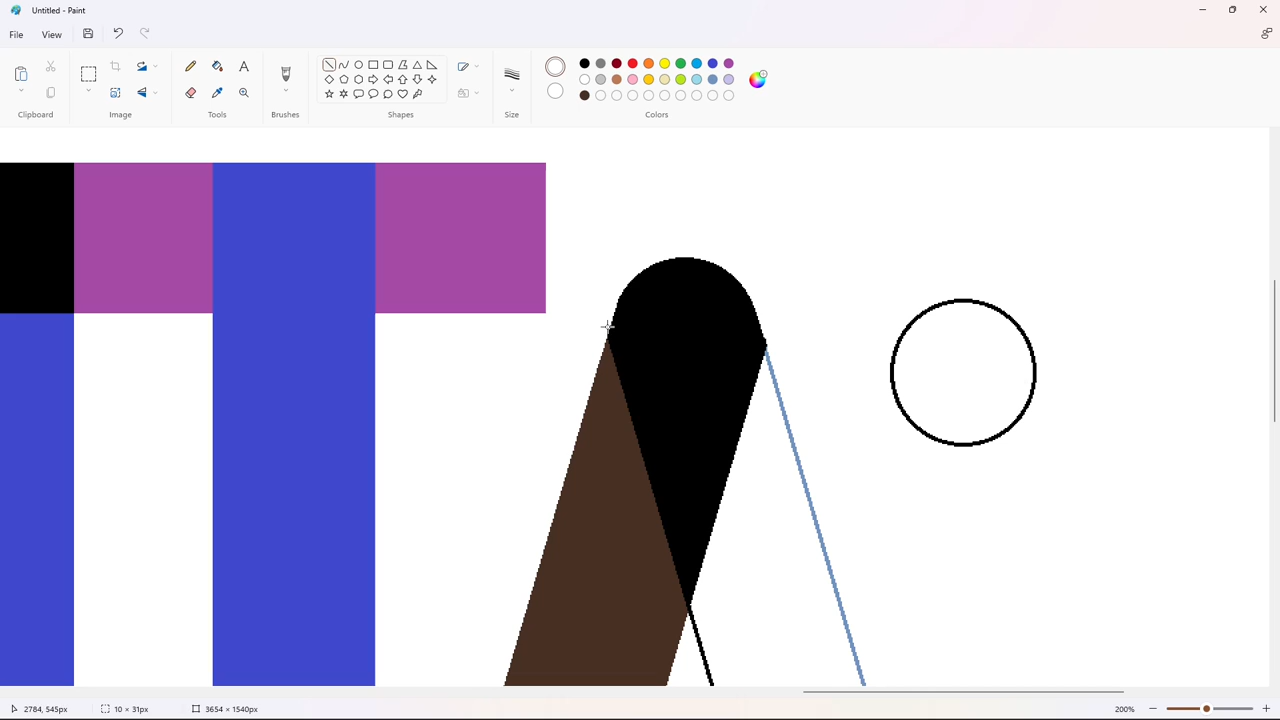 Untitled - Paint
File View
Clipboard Image Tools Brushes Shapes Size Colors
2784, 545px 10 × 31px 3654 × 1540px 200%